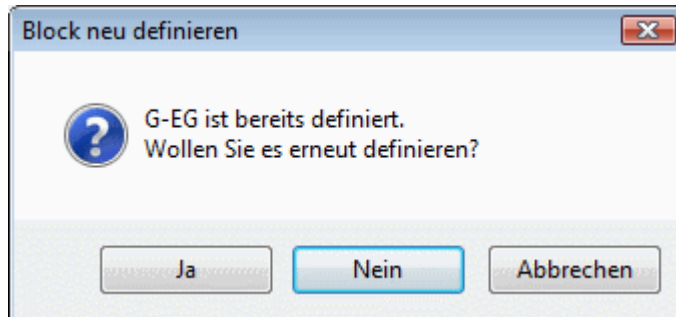 Block neu definieren
G-EG ist bereits definiert.
Wollen Sie es erneut definieren?
Ja
Nein
Abbrechen